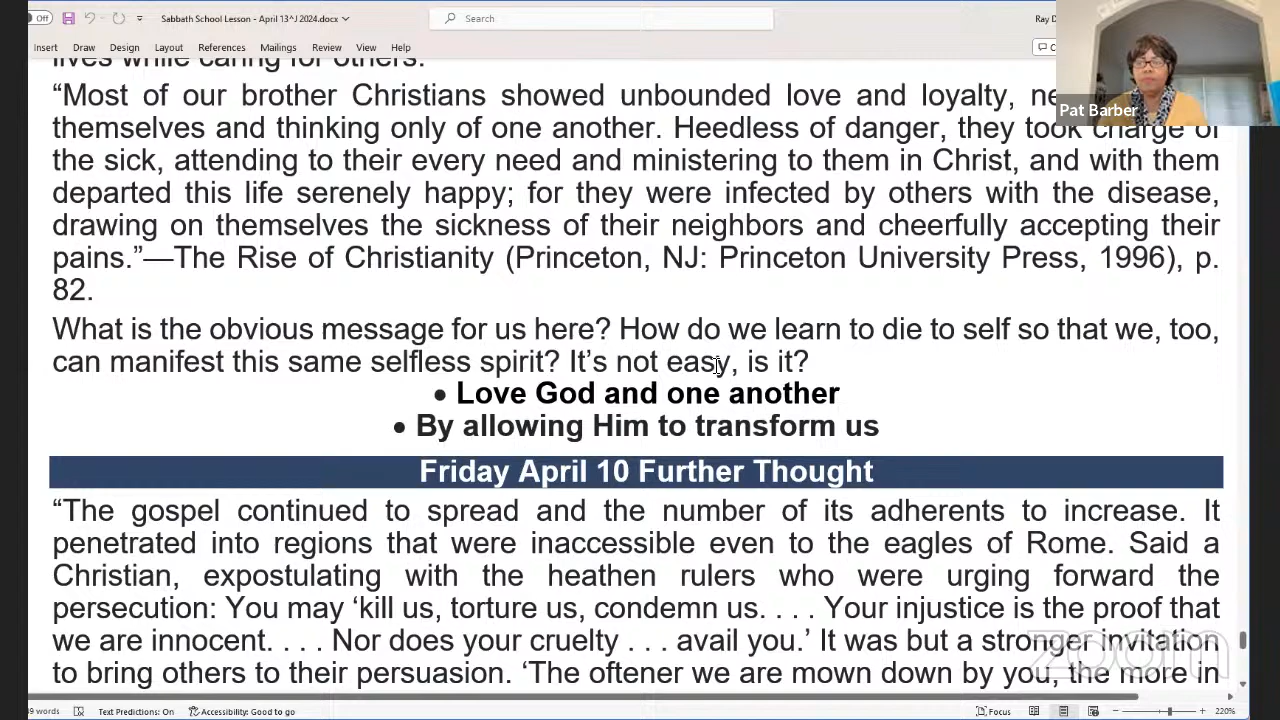 Off
Sabbath School Lesson - April 13^J 2024.docx
Search
Ray D
Insert Draw Design Layout References Mailings Review View Help
lives while caring for others.
“Most of our brother Christians showed unbounded love and loyalty,
Pat Barber
themselves and thinking only of one another. Heedless of danger, they took charge of
the sick, attending to their every need and ministering to them in Christ, and with them
departed this life serenely happy; for they were infected by others with the disease,
drawing on themselves the sickness of their neighbors and cheerfully accepting their
pains.”—The Rise of Christianity (Princeton, NJ: Princeton University Press, 1996), p.
82.
What is the obvious message for us here? How do we learn to die to self so that we, too,
can manifest this same selfless spirit? It’s not easy, is it?
• Love God and one another
• By allowing Him to transform us
Friday April 10 Further Thought
“The gospel continued to spread and the number of its adherents to increase. It
penetrated into regions that were inaccessible even to the eagles of Rome. Said a
Christian, expostulating with the heathen rulers who were urging forward the
persecution: You may ‘kill us, torture us, condemn us. . . . Your injustice is the proof that
we are innocent. . . . Nor does your cruelty . . . avail you.’ It was but a stronger invitation
to bring others to their persuasion. ‘The oftener we are mown down by you, the more in
zoom
words Text Predictions: On Accessibility: Good to go Focus 220%